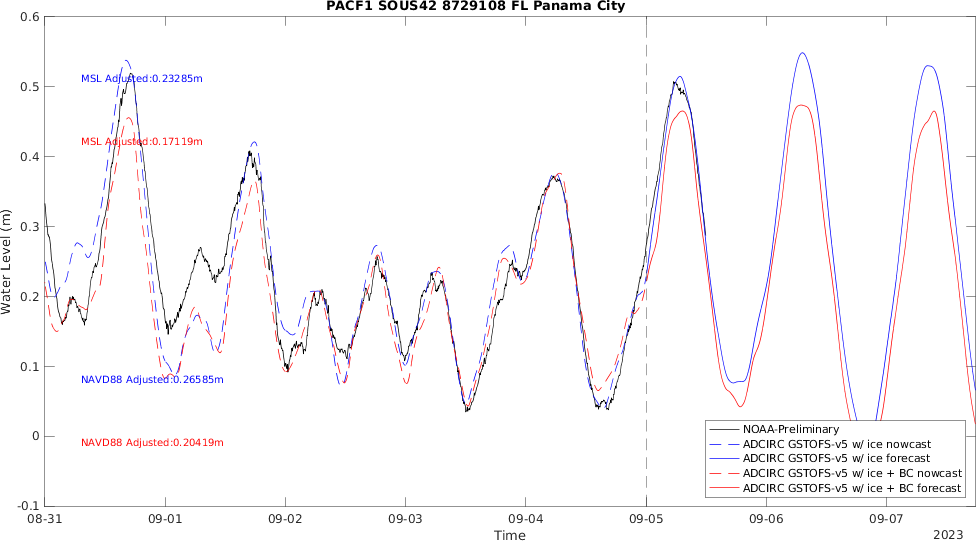 PACF1 SOUS42 8729108 FL Panama City
0.6
0.5
0.4
0.3
0.2
0.1
0
-0.1
Water Level (m)
MSL Adjusted:0.23285m
MSL Adjusted:0.17119m
NAVD88 Adjusted:0.26585m
NAVD88 Adjusted:0.20419m
NOAA-Preliminary
ADCIRC GSTOFS-v5 w/ ice nowcast
ADCIRC GSTOFS-v5 w/ ice forecast
ADCIRC GSTOFS-v5 w/ ice + BC nowcast
ADCIRC GSTOFS-v5 w/ ice + BC forecast
08-31 09-01 09-02 09-03 09-04 09-05 09-06 09-07
Time
2023